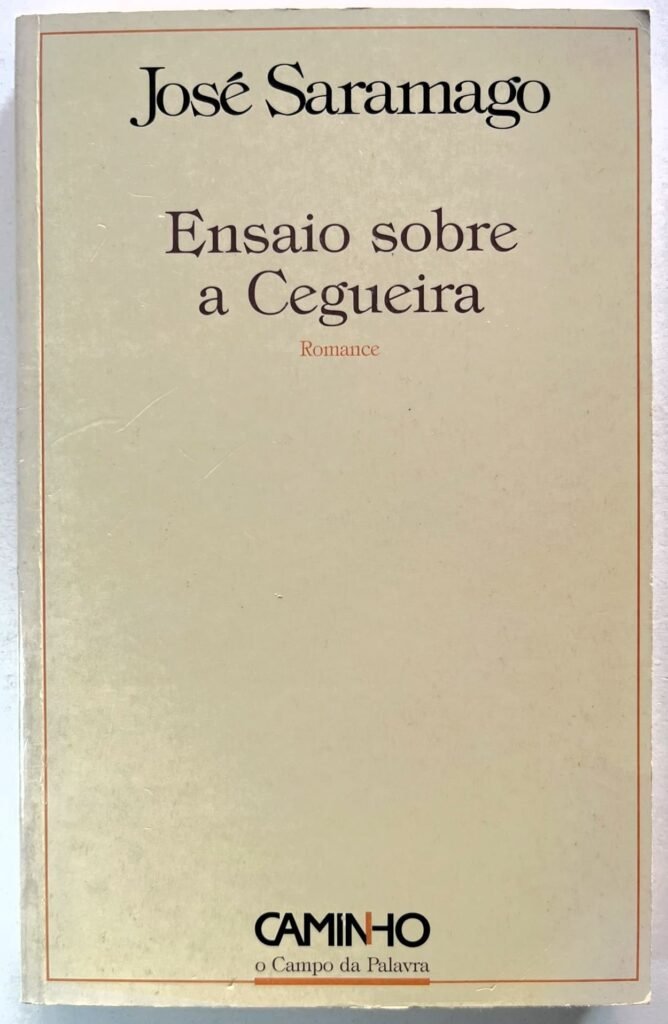 José Saramago
Ensaio sobre
a Cegueira
Romance
CAMINHO
o Campo da Palavra